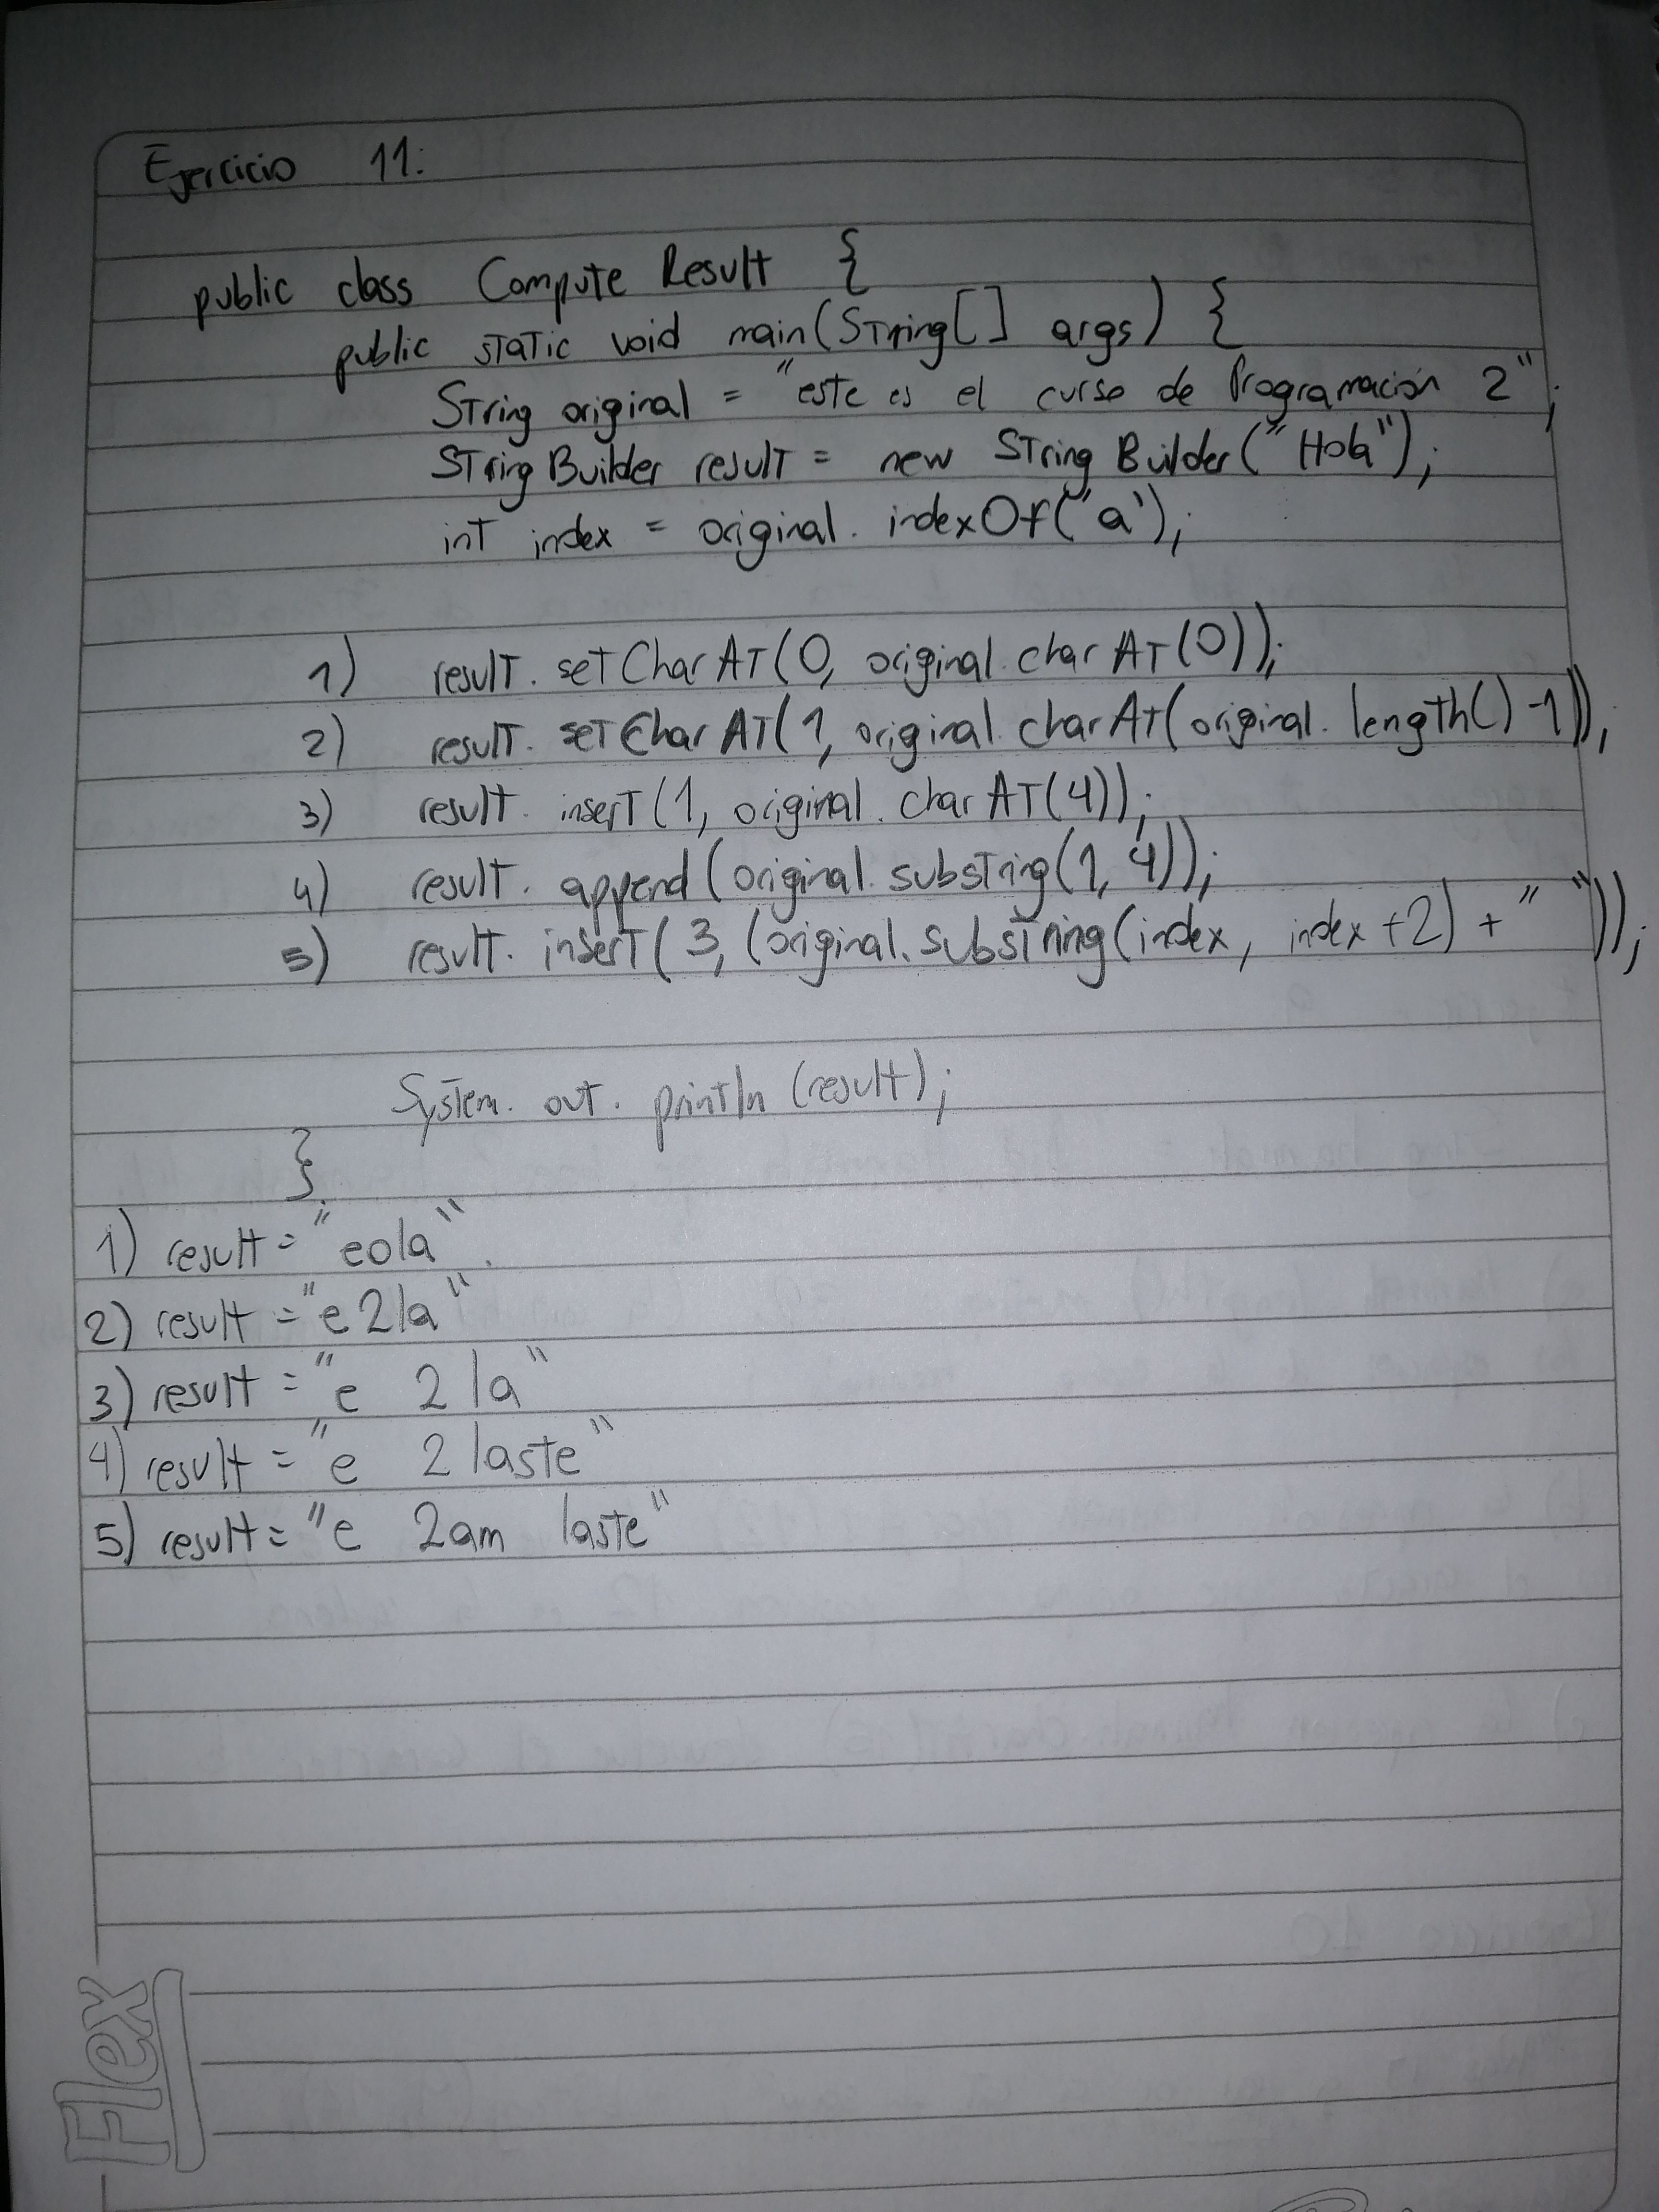 Ejercicio 11:
public class Compute Result {
public static void main(String[] args) {
String original = "este es el curso de Programación 2";
StringBuilder result = new StringBuilder("Hola");
int index = original. indexOf('a');
1) result. setCharAt(0, original.charAt(0));
2) result. setCharAt(1, original.charAt(original. length()-1));
3) result. insert(1, original.charAt(4));
4) result. append(original.substring(1, 4));
5) result. insert(3, (original.substring(index, index+2) + " "));
System. out. println (result);
}
1) result = "eola".
2) result = "e2la"
3) result = "e 2la"
4) result = "e 2laste"
5) result = "e 2am laste"
Flex